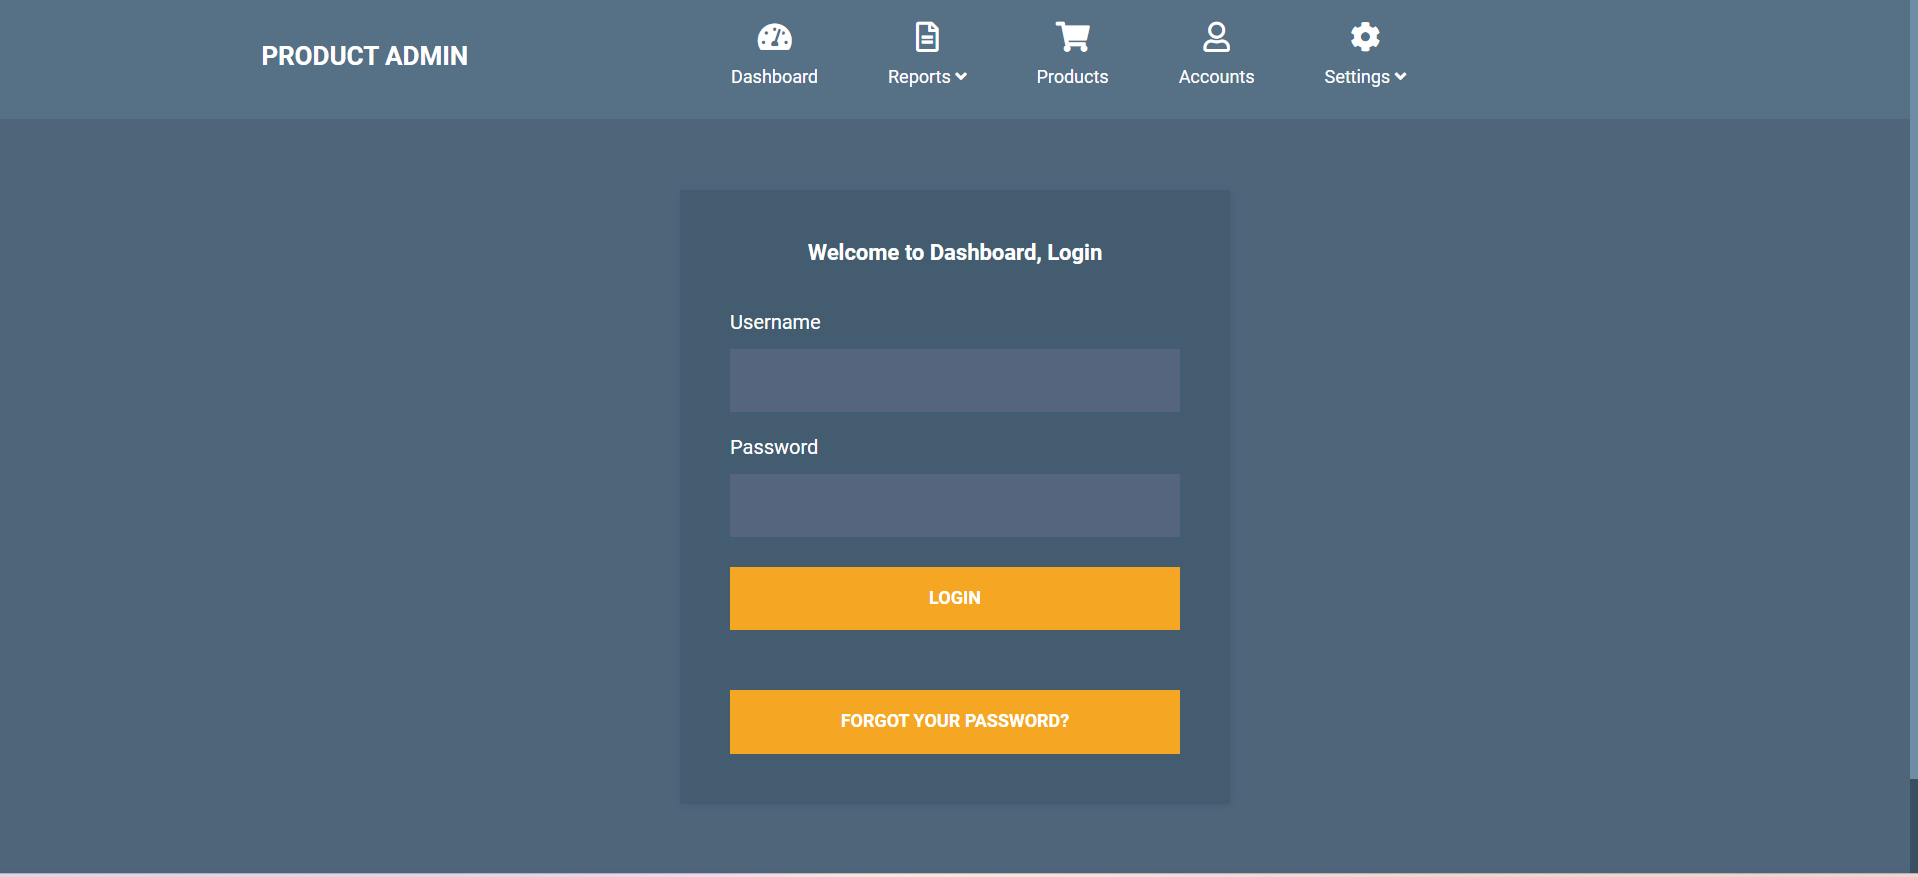 PRODUCT ADMIN
Dashboard
Reports
Products
Accounts
Settings
Welcome to Dashboard, Login
Username
Password
LOGIN
FORGOT YOUR PASSWORD?